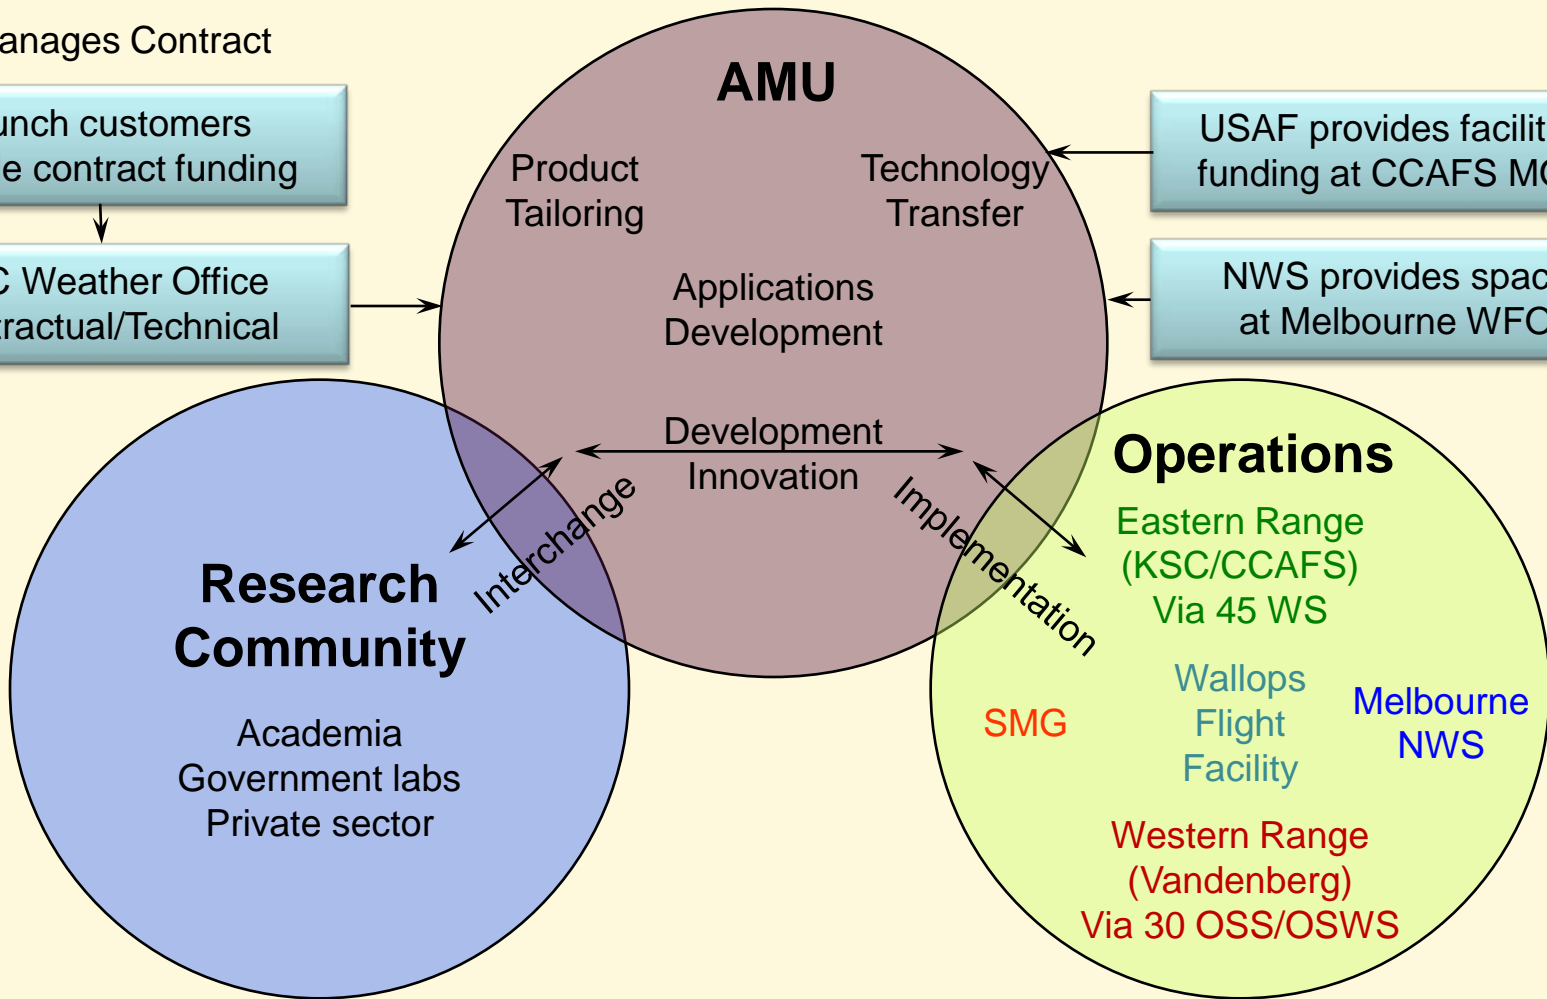 anages Contract
unch customers
e contract funding
C Weather Office
tractual/Technical
AMU
Product
Tailoring
Technology
Transfer
Applications
Development
Development
Innovation
USAF provides facilit
funding at CCAFS M
NWS provides spac
at Melbourne WFO
Interchange
Implementation
Research
Community
Academia
Government labs
Private sector
Operations
Eastern Range
(KSC/CCAFS)
Via 45 WS
SMG
Wallops
Flight
Facility
Melbourne
NWS
Western Range
(Vandenberg)
Via 30 OSS/OSWS